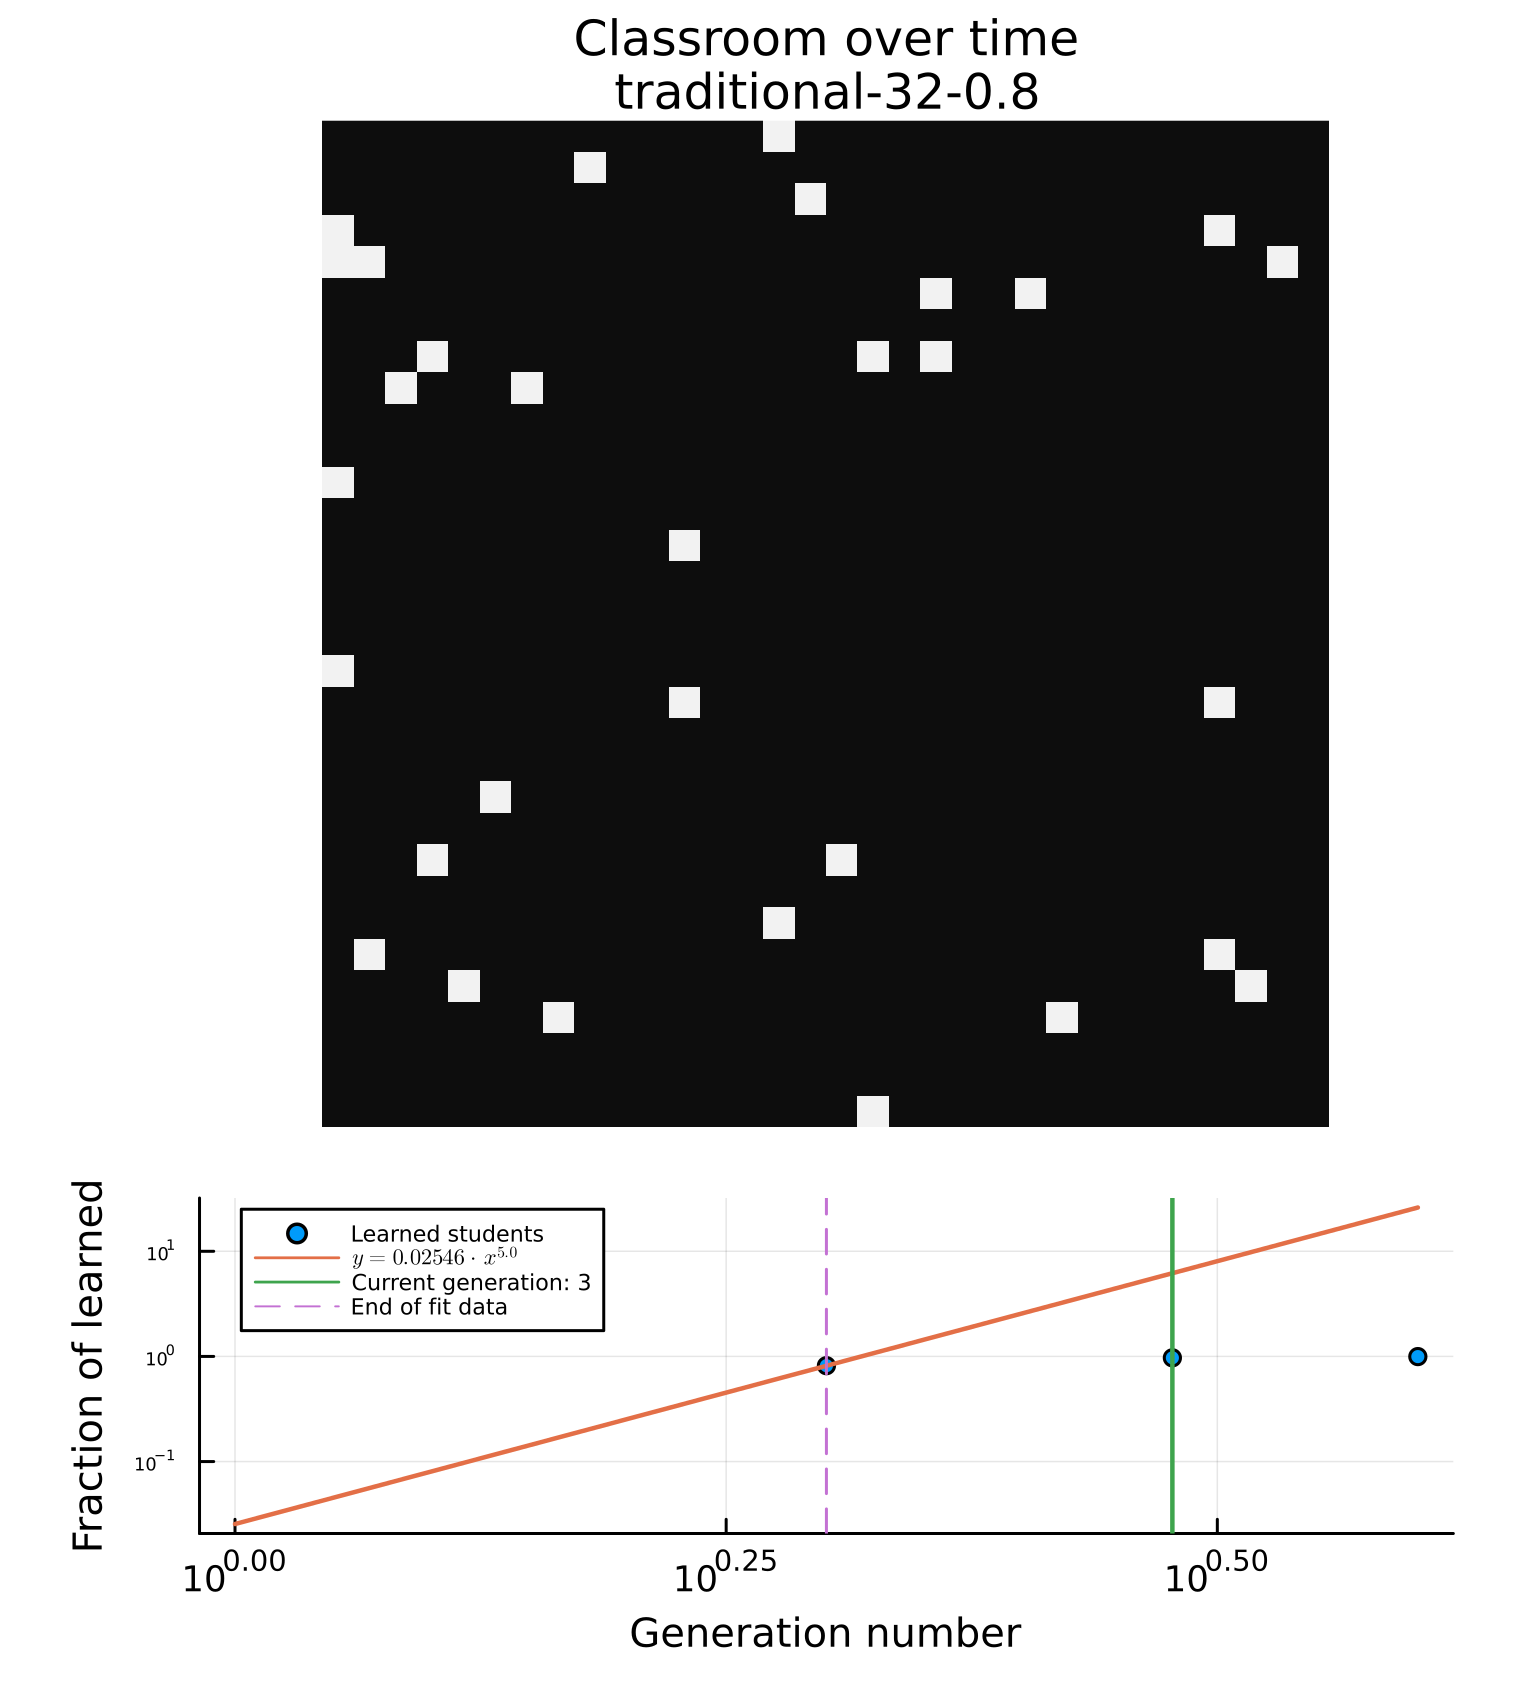 Classroom over time
traditional-32-0.8
Fraction of learned
10^1
10^0
10^−1
Learned students
y = 0.02546 · x^5.0
Current generation: 3
End of fit data
10^0.00
10^0.25
10^0.50
Generation number